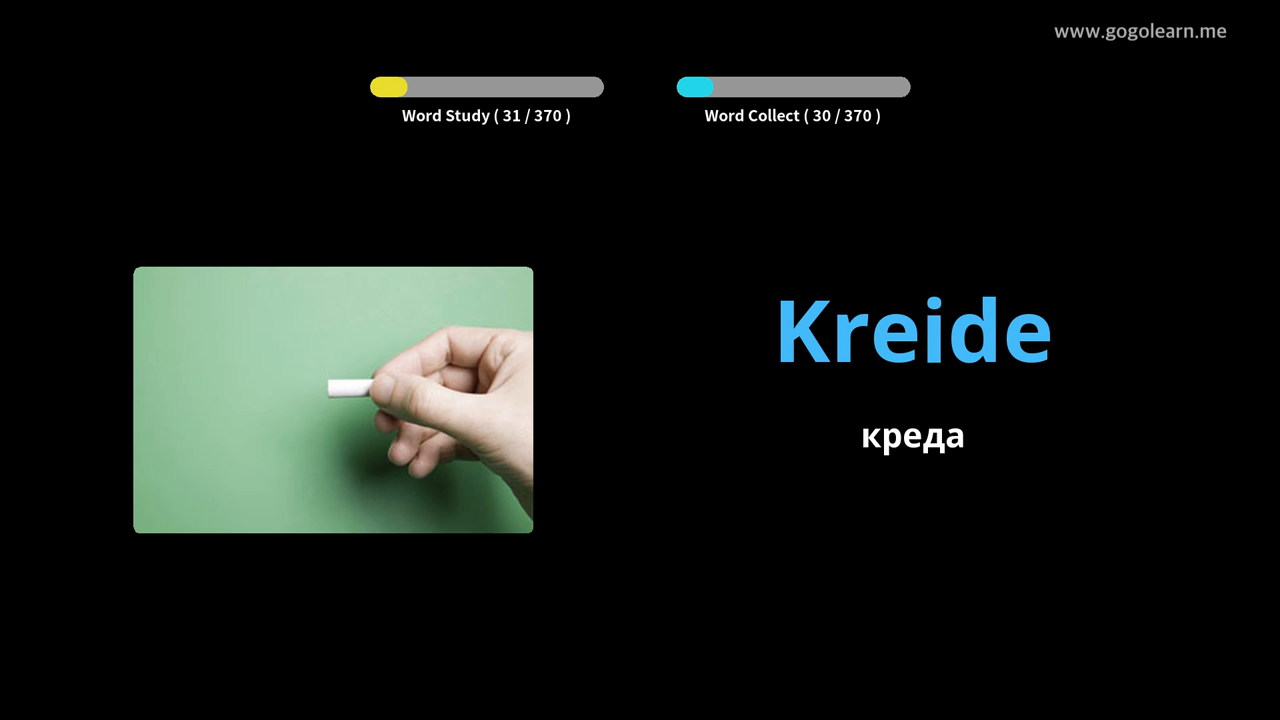 www.gogolearn.me
Word Study ( 31 / 370 )
Word Collect ( 30 / 370 )
Kreide
креда